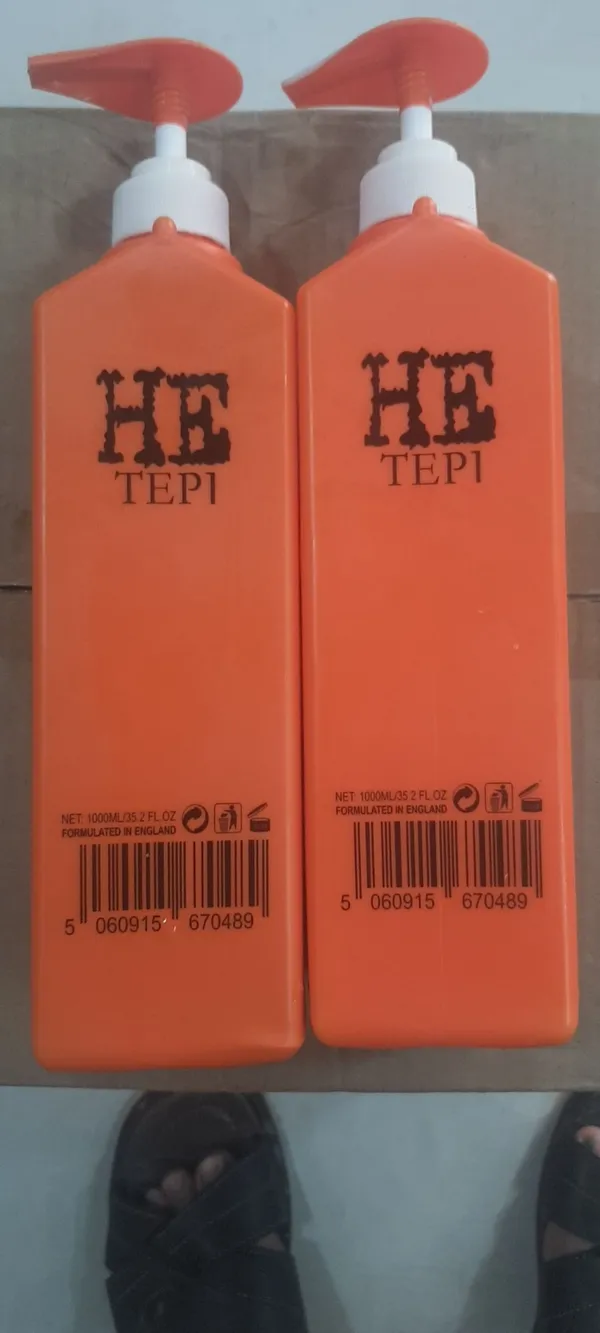 HE
TEPI
NET: 1000ML/35.2 FL.OZ
FORMULATED IN ENGLAND
5 060915 670489
HE
TEPI
NET: 1000ML/35.2 FL.OZ
FORMULATED IN ENGLAND
5 060915 670489